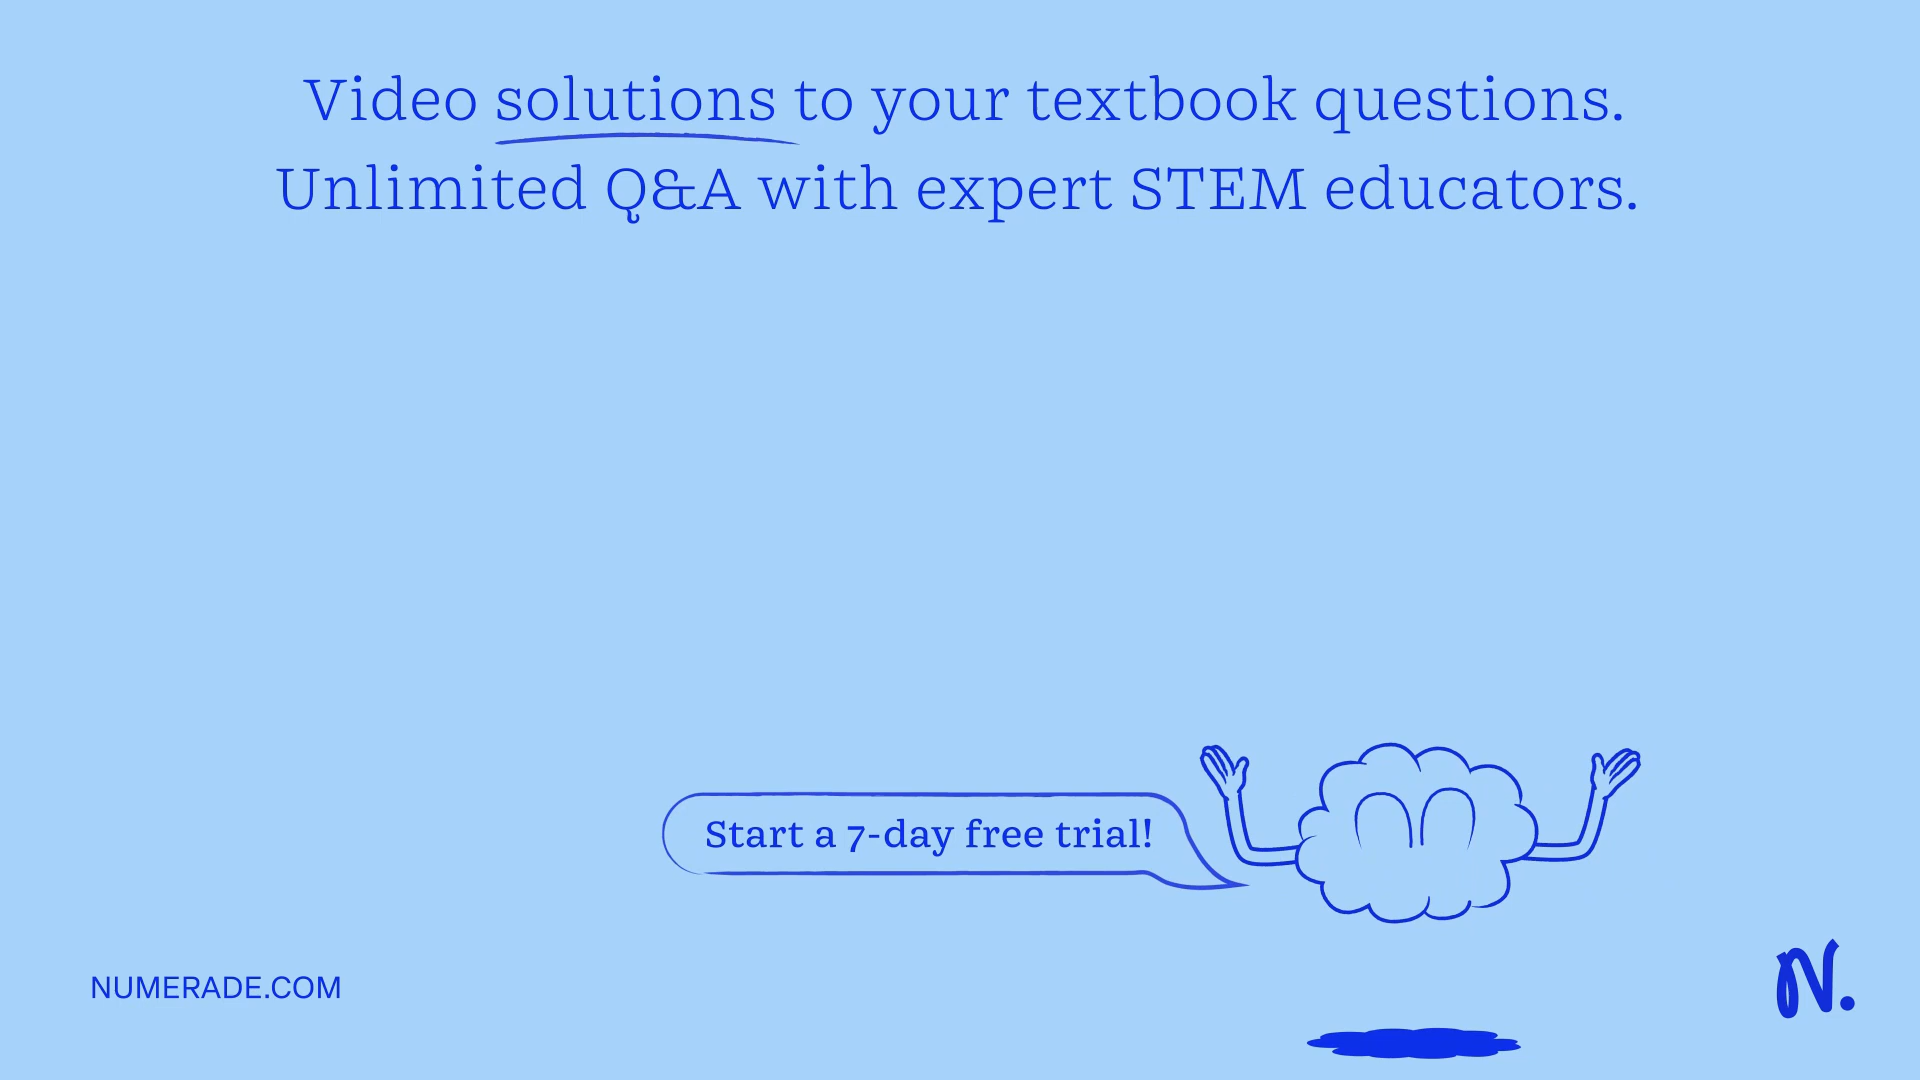 Video solutions to your textbook questions.
Unlimited Q&A with expert STEM educators.
Start a 7-day free trial!
NUMERADE.COM
N.